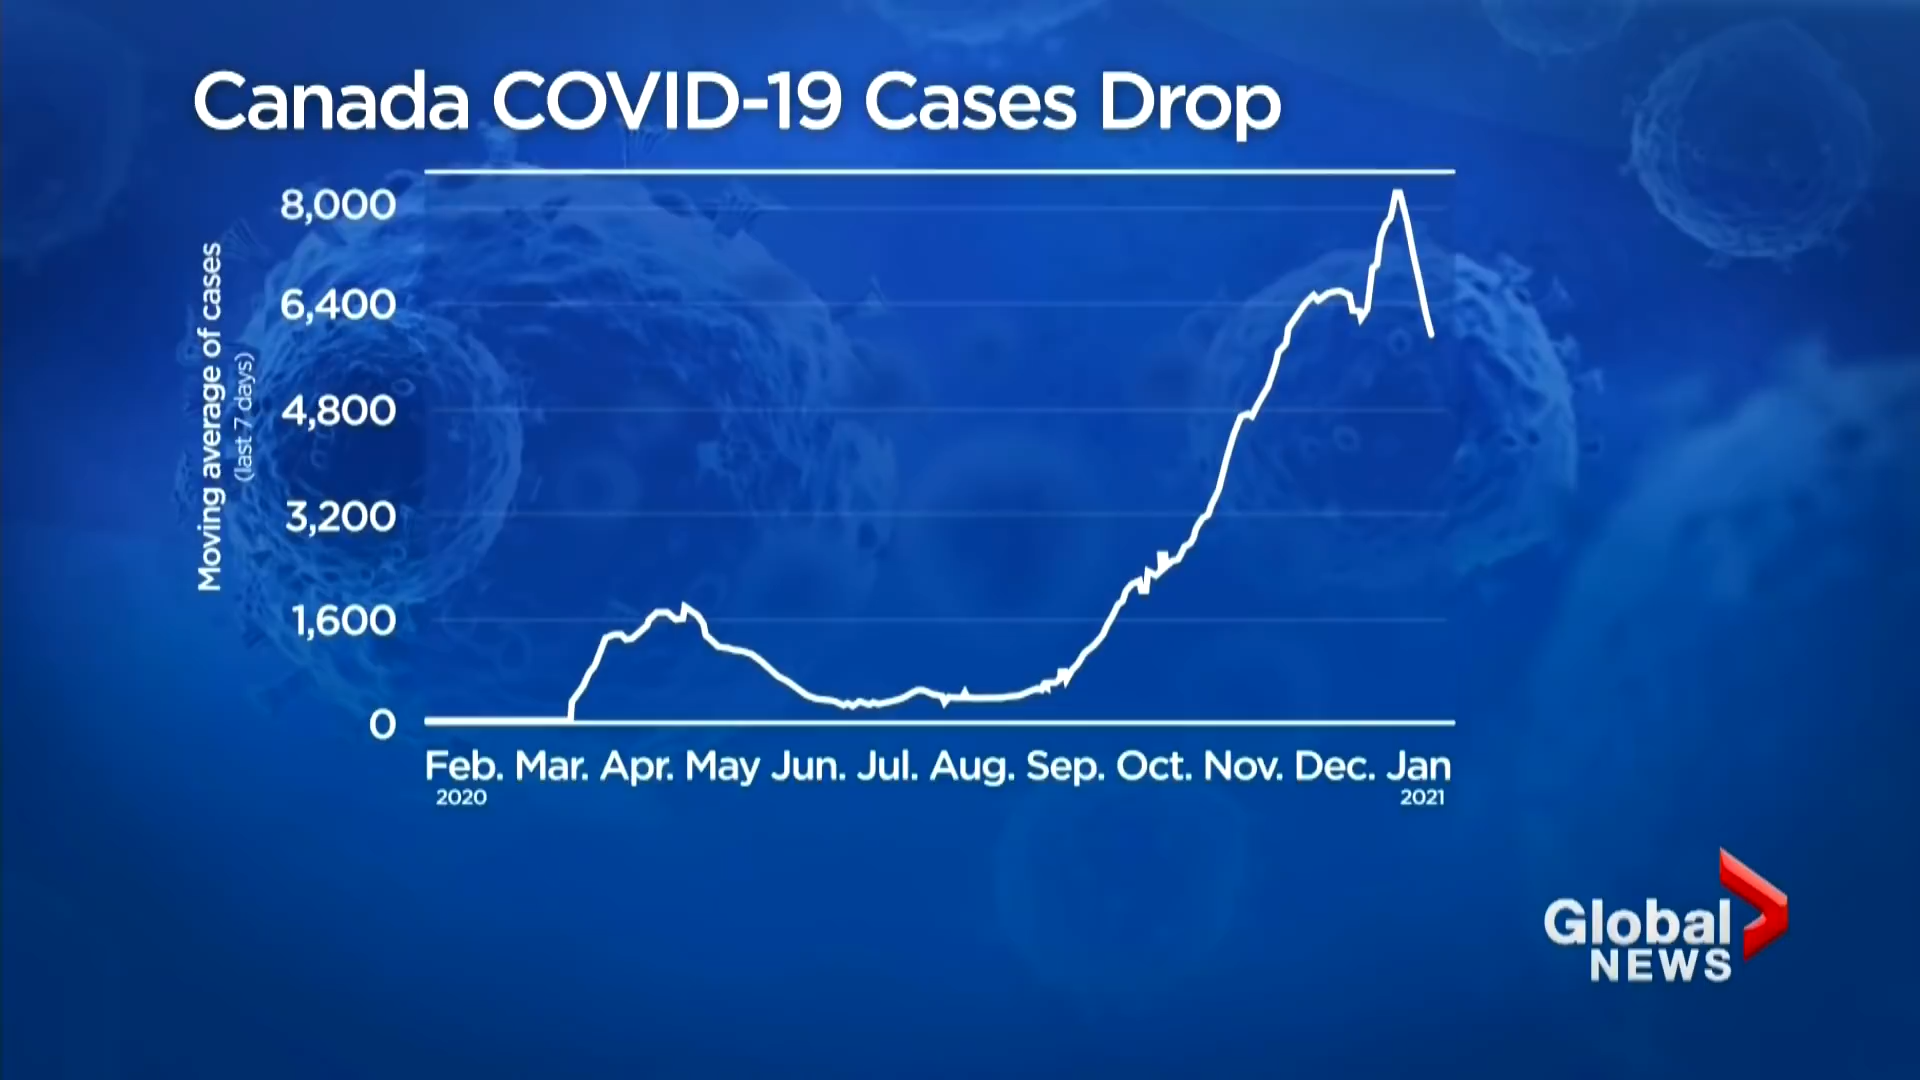 Canada COVID-19 Cases Drop
Moving average of cases
(last 7 days)
8,000
6,400
4,800
3,200
1,600
0
Feb. Mar. Apr. May Jun. Jul. Aug. Sep. Oct. Nov. Dec. Jan
2020 2021
Global
NEWS